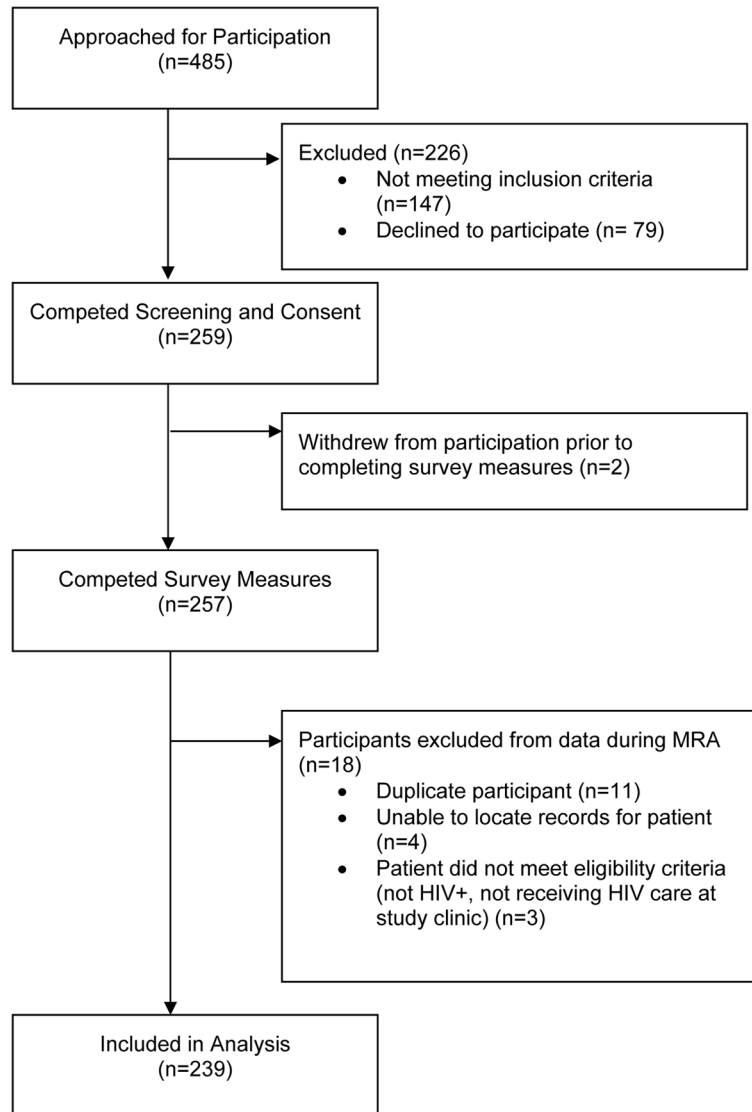 Approached for Participation
(n=485)
Excluded (n=226)
• Not meeting inclusion criteria
(n=147)
• Declined to participate (n= 79)
Competed Screening and Consent
(n=259)
Withdrew from participation prior to
completing survey measures (n=2)
Competed Survey Measures
(n=257)
Participants excluded from data during MRA
(n=18)
• Duplicate participant (n=11)
• Unable to locate records for patient
(n=4)
• Patient did not meet eligibility criteria
(not HIV+, not receiving HIV care at
study clinic) (n=3)
Included in Analysis
(n=239)